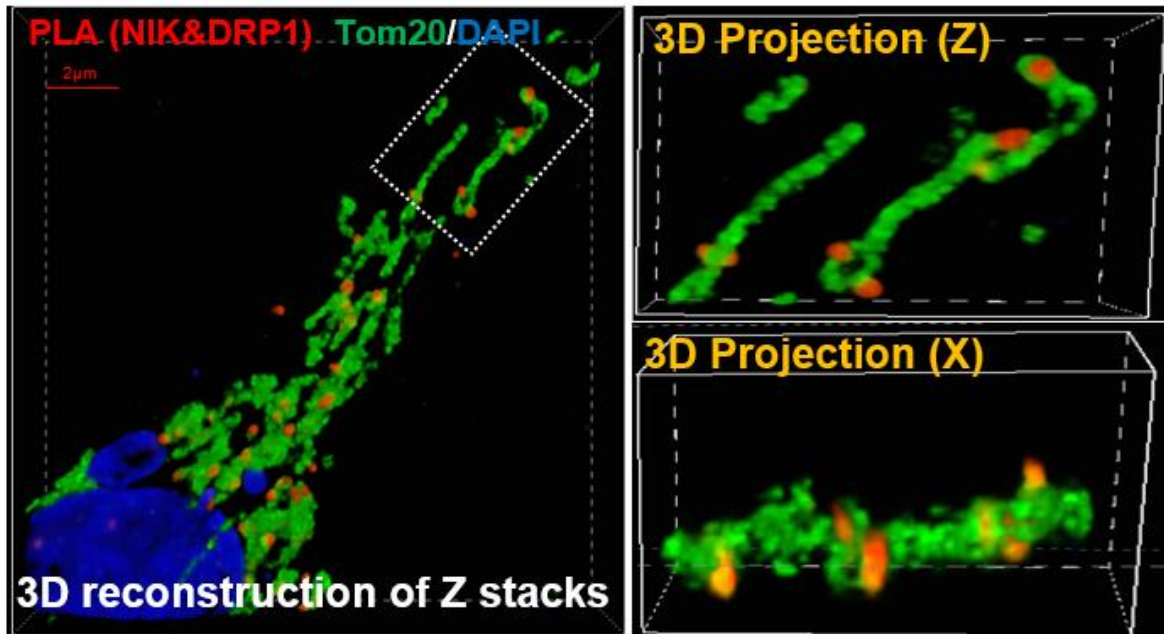 PLA (NIK&DRP1) Tom20/DAPI
2µm
3D reconstruction of Z stacks
3D Projection (Z)
3D Projection (X)